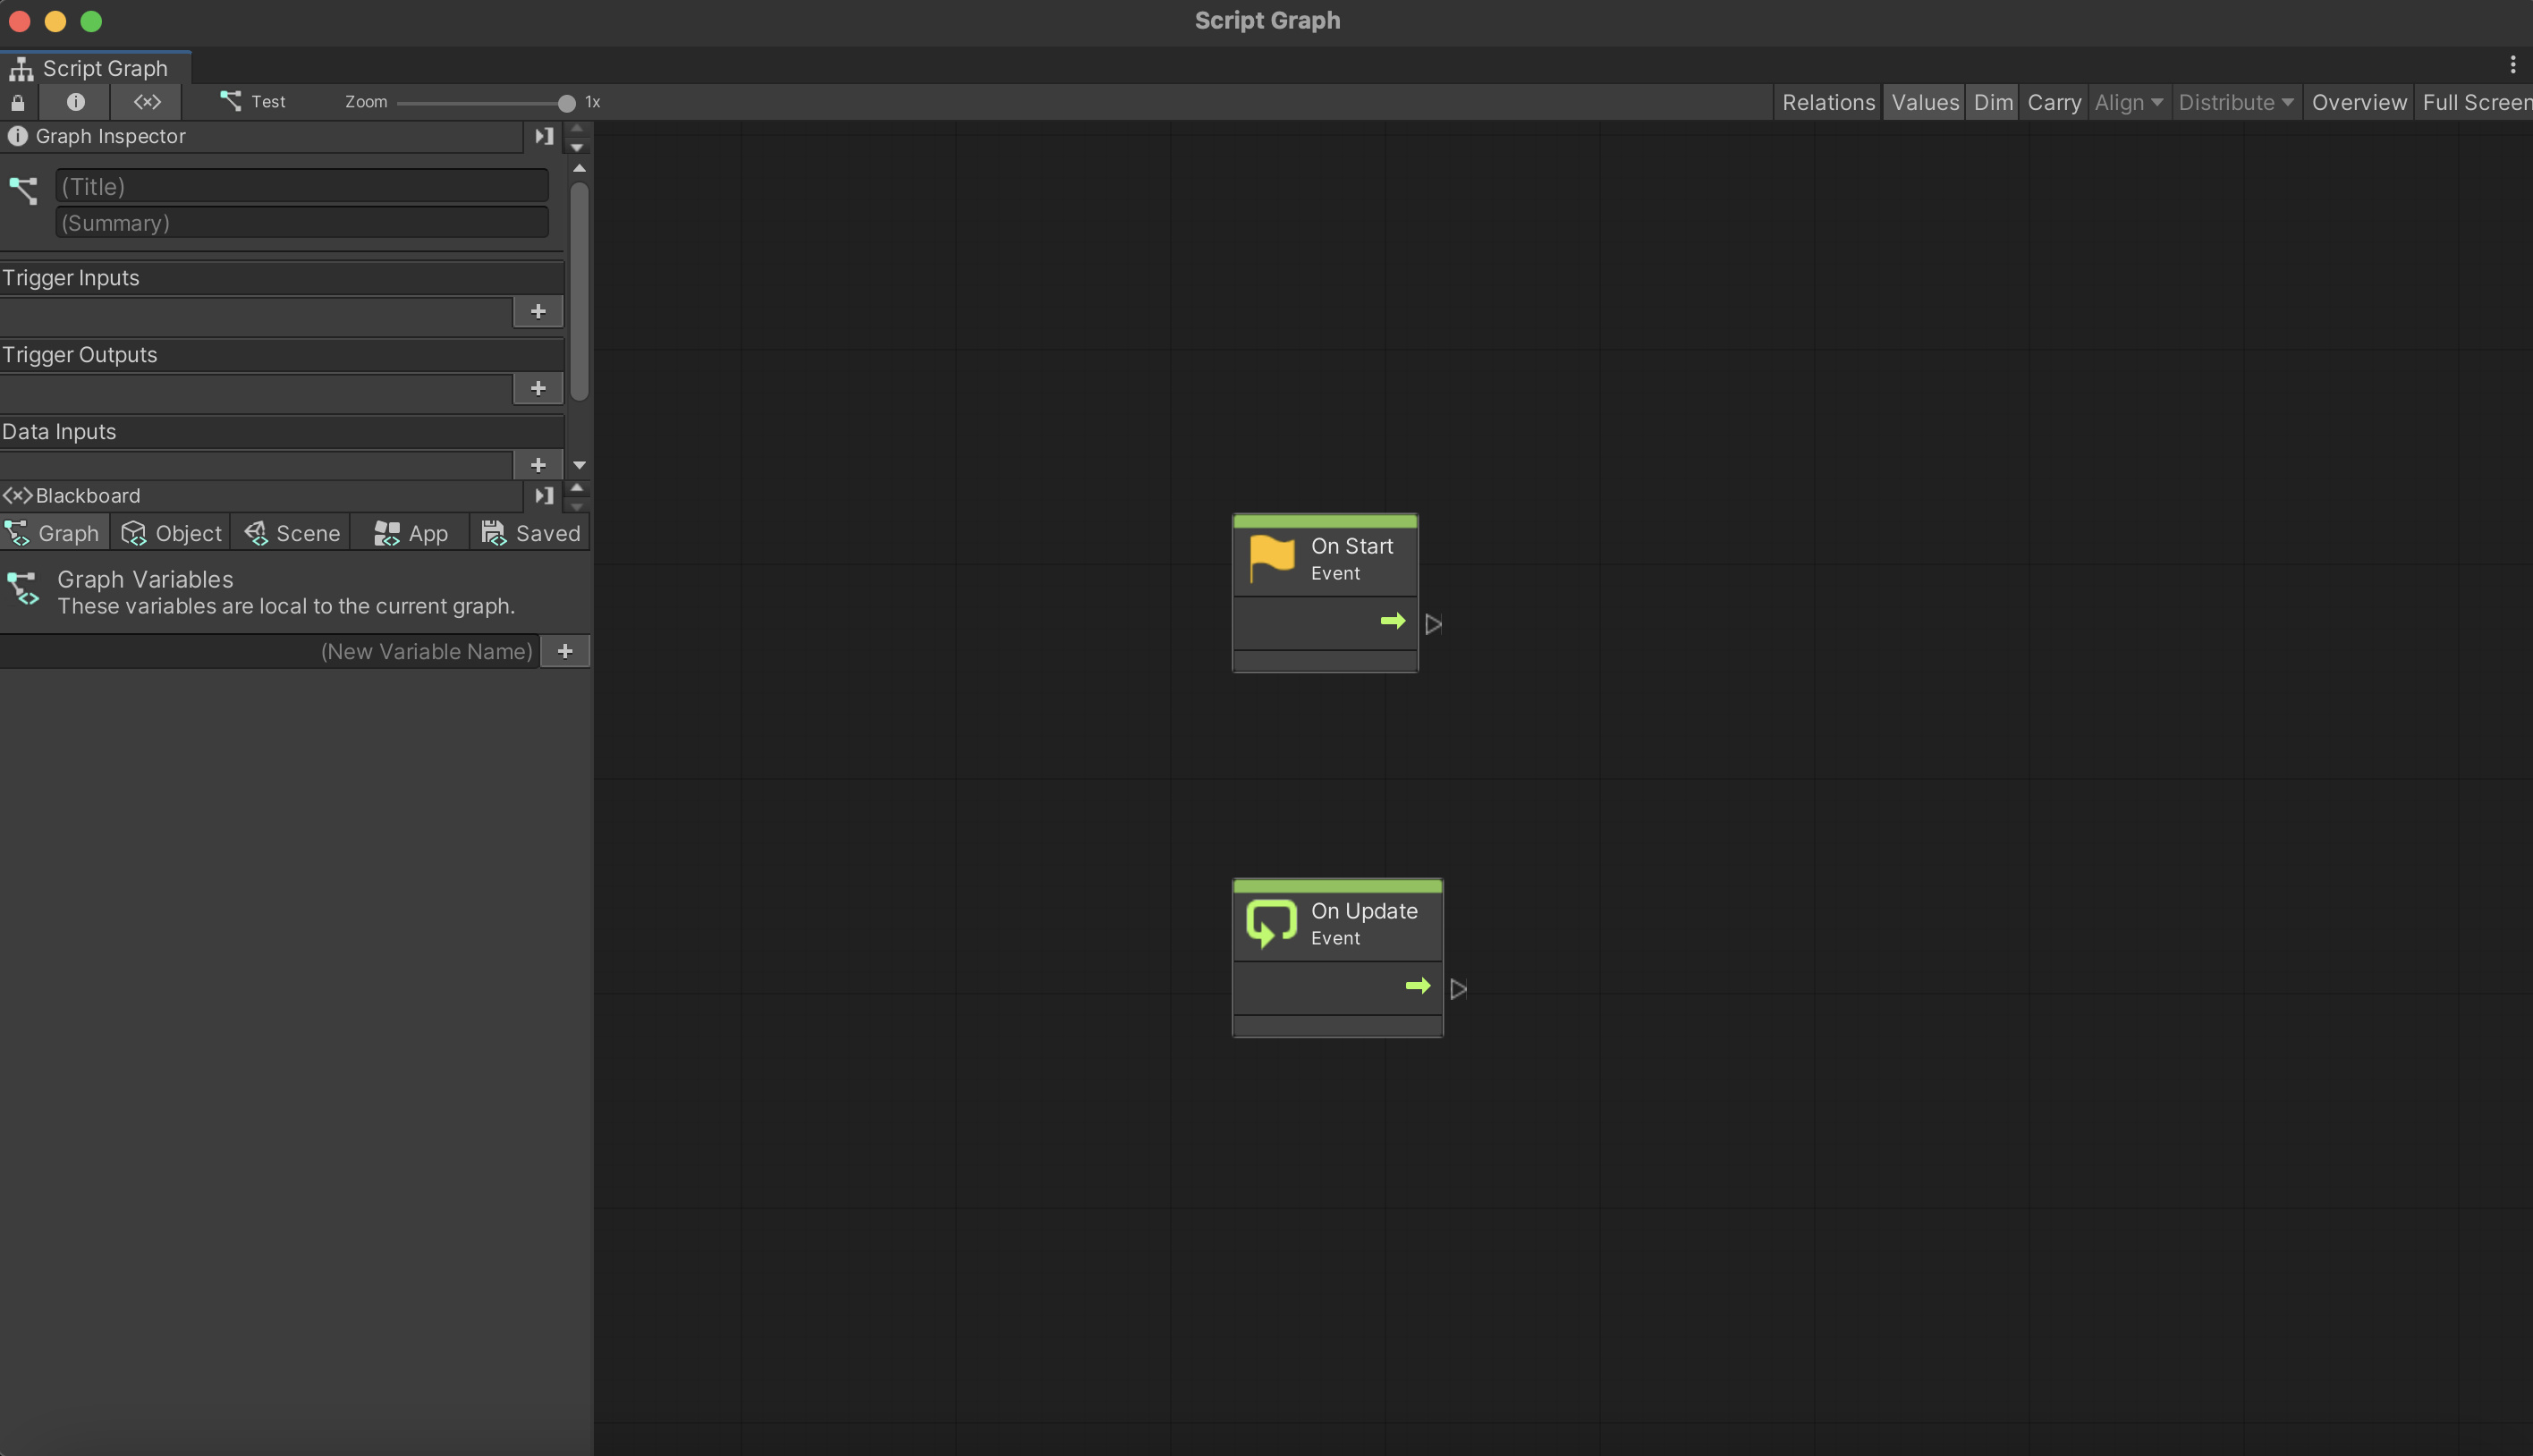 Script Graph
Script Graph
Test
Zoom
1x
Relations
Values
Dim
Carry
Align
Distribute
Overview
Full Screen
Graph Inspector
(Title)
(Summary)
Trigger Inputs
+
Trigger Outputs
+
Data Inputs
+
Blackboard
Graph
Object
Scene
App
Saved
Graph Variables
These variables are local to the current graph.
(New Variable Name)
+
On Start
Event
On Update
Event